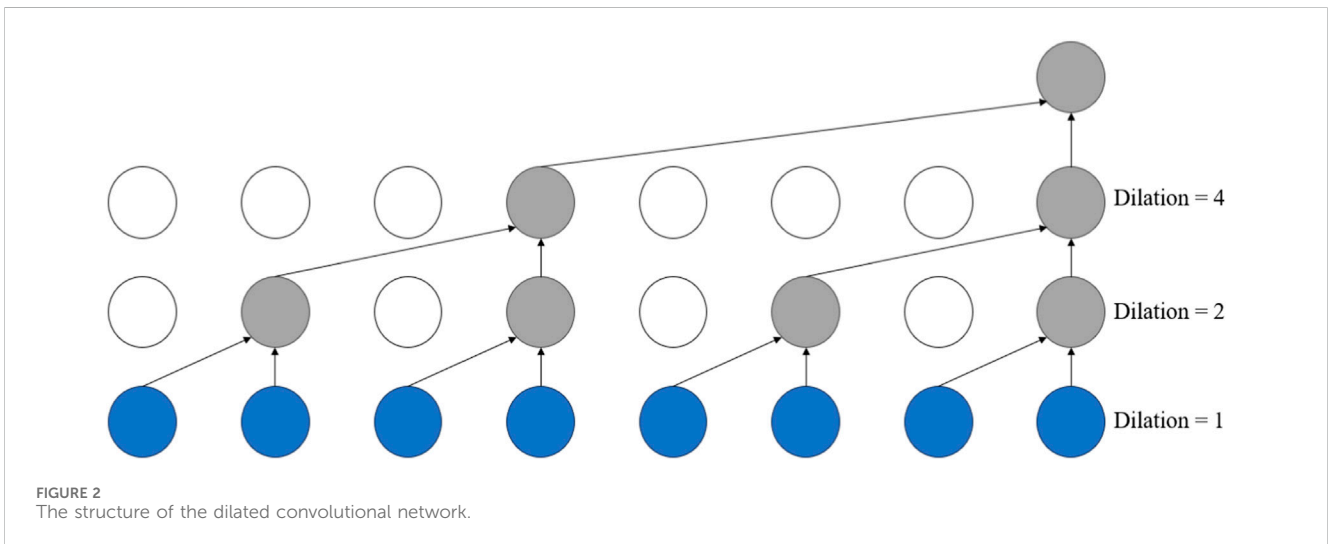 Dilation = 4
Dilation = 2
Dilation = 1
FIGURE 2
The structure of the dilated convolutional network.